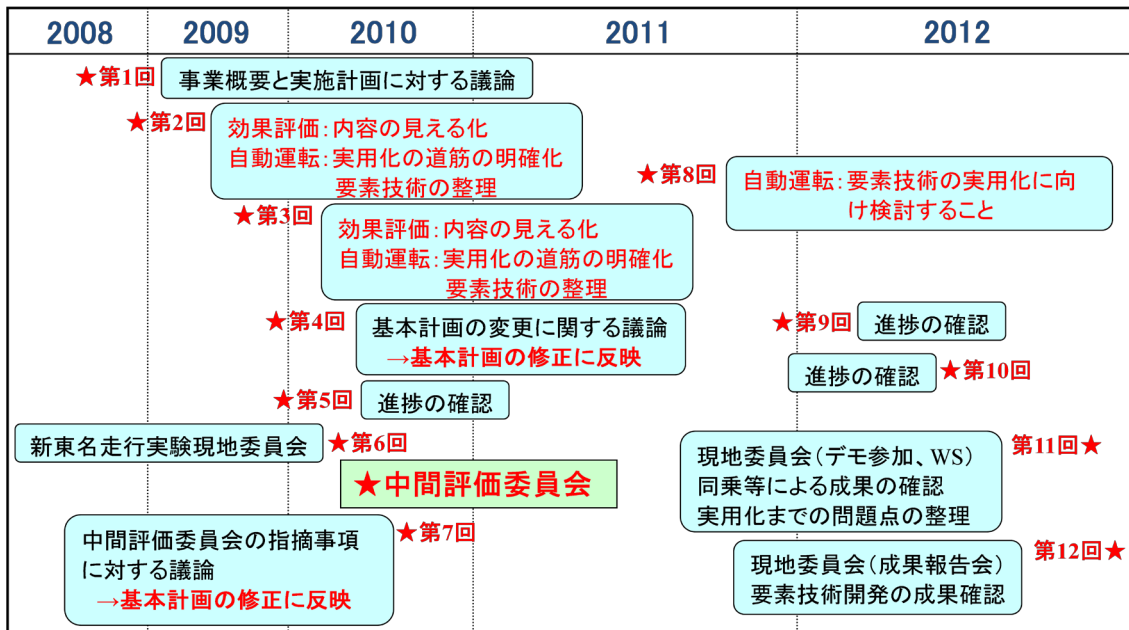 2008 2009 2010 2011 2012
★第1回
事業概要と実施計画に対する議論
★第2回
効果評価：内容の見える化
自動運転：実用化の道筋の明確化
要素技術の整理
★第3回
効果評価：内容の見える化
自動運転：実用化の道筋の明確化
要素技術の整理
★第4回
基本計画の変更に関する議論
→基本計画の修正に反映
★第5回
進捗の確認
新東名走行実験現地委員会
★第6回
★中間評価委員会
中間評価委員会の指摘事項
に対する議論
→基本計画の修正に反映
★第7回
★第8回
自動運転：要素技術の実用化に向
け検討すること
★第9回
進捗の確認
進捗の確認
★第10回
現地委員会（デモ参加、WS）
同乗等による成果の確認
実用化までの問題点の整理
第11回★
現地委員会（成果報告会）
要素技術開発の成果確認
第12回★